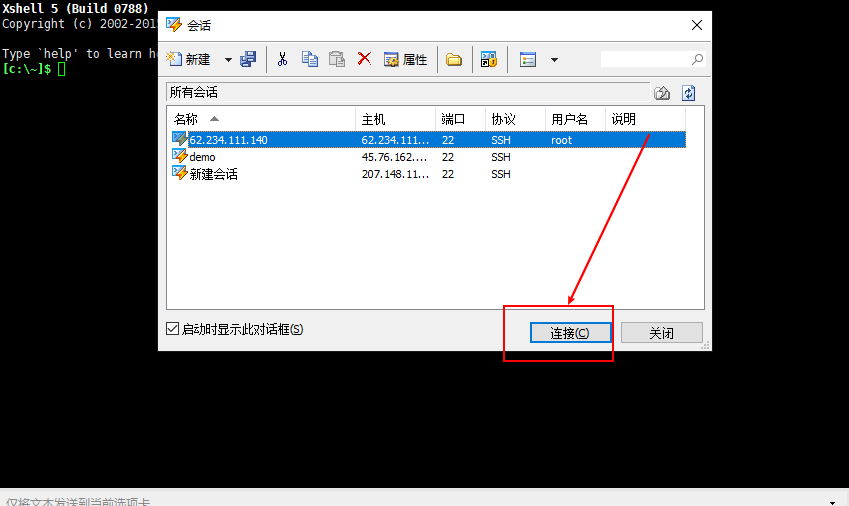 Xshell 5 (Build 0788)
Copyright (c) 2002-201
Type `help' to learn h
[c:\~]$
会话
新建
属性
所有会话
名称 主机 端口 协议 用户名 说明
62.234.111.140 62.234.111... 22 SSH root
demo 45.76.162.... 22 SSH
新建会话 207.148.11... 22 SSH
启动时显示此对话框(S)
连接(C) 关闭
仅将文本发送到当前选项卡